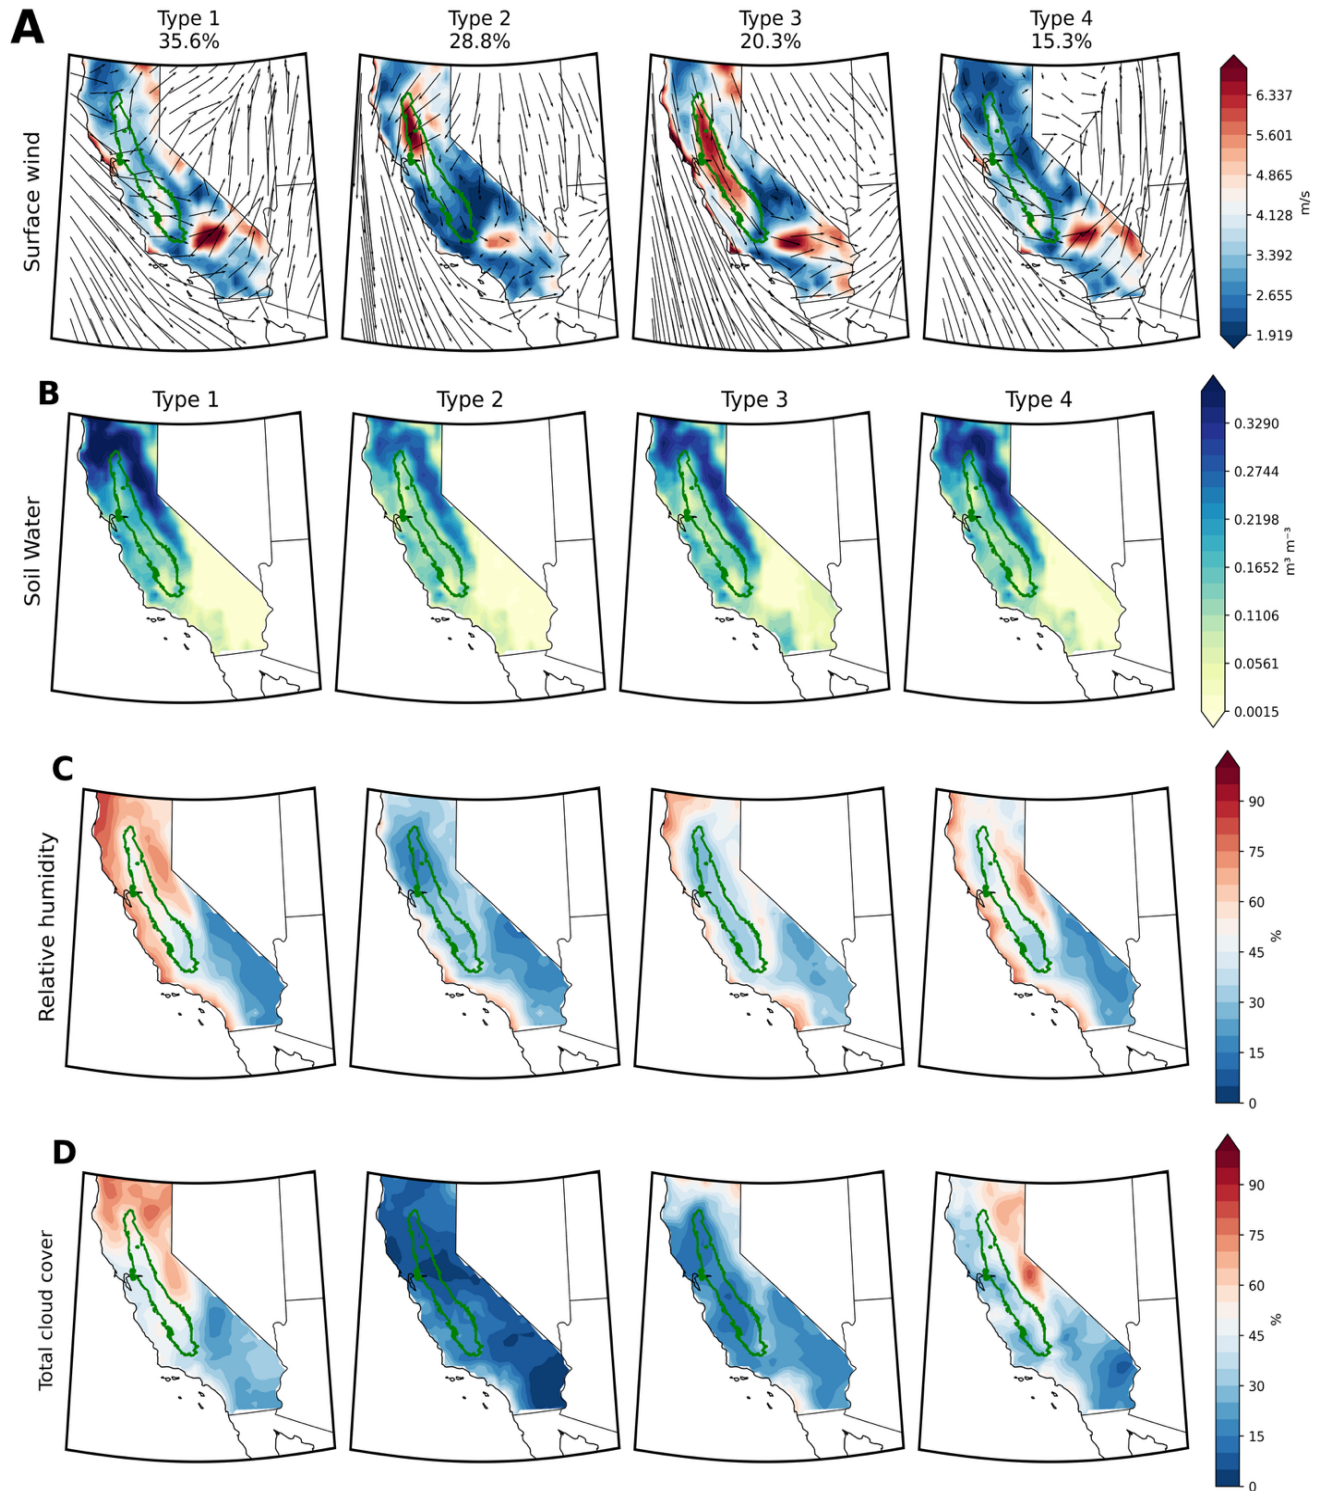 A
Type 1
35.6%
Type 2
28.8%
Type 3
20.3%
Type 4
15.3%
Surface wind
6.337
5.601
4.865
4.128
3.392
2.655
1.919
m/s
B
Type 1
Type 2
Type 3
Type 4
Soil Water
0.3290
0.2744
0.2198
0.1652
0.1106
0.0561
0.0015
m³ m⁻³
C
Relative humidity
90
75
60
45
30
15
0
%
D
Total cloud cover
90
75
60
45
30
15
0
%